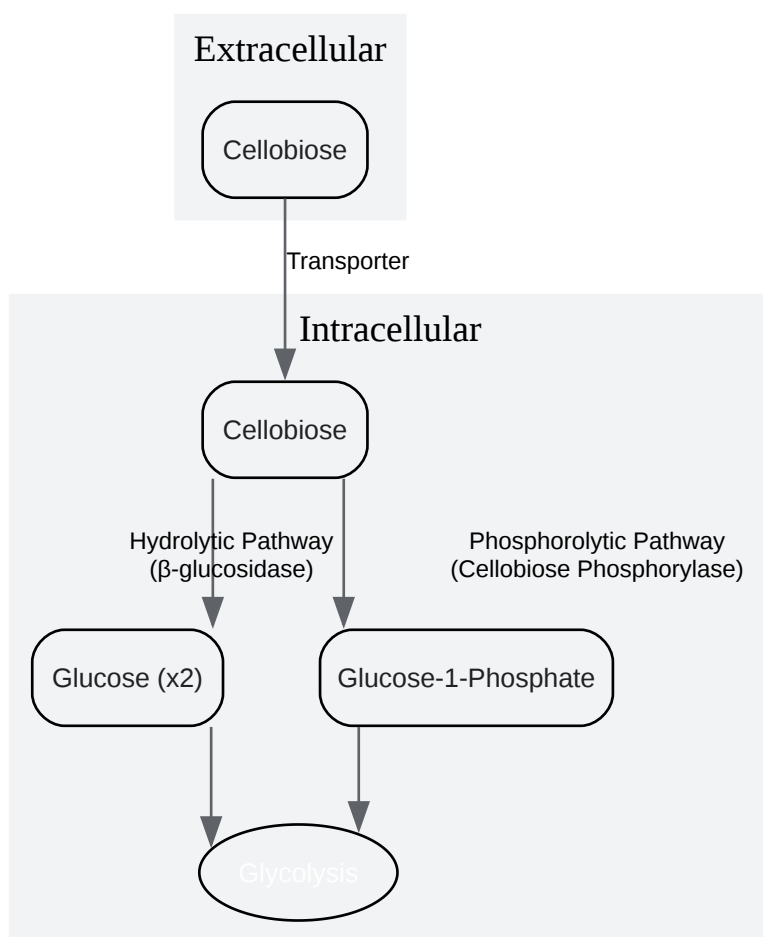 Extracellular
Cellobiose
Transporter
Intracellular
Cellobiose
Hydrolytic Pathway
(β-glucosidase)
Phosphorolytic Pathway
(Cellobiose Phosphorylase)
Glucose (x2)
Glucose-1-Phosphate
Glycolysis